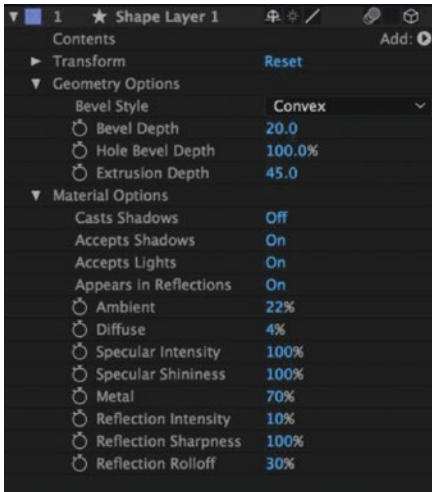 1 Shape Layer 1
Contents Add:
Transform Reset
Geometry Options
Bevel Style Convex
Bevel Depth 20.0
Hole Bevel Depth 100.0%
Extrusion Depth 45.0
Material Options
Casts Shadows Off
Accepts Shadows On
Accepts Lights On
Appears in Reflections On
Ambient 22%
Diffuse 4%
Specular Intensity 100%
Specular Shininess 100%
Metal 70%
Reflection Intensity 10%
Reflection Sharpness 100%
Reflection Rolloff 30%